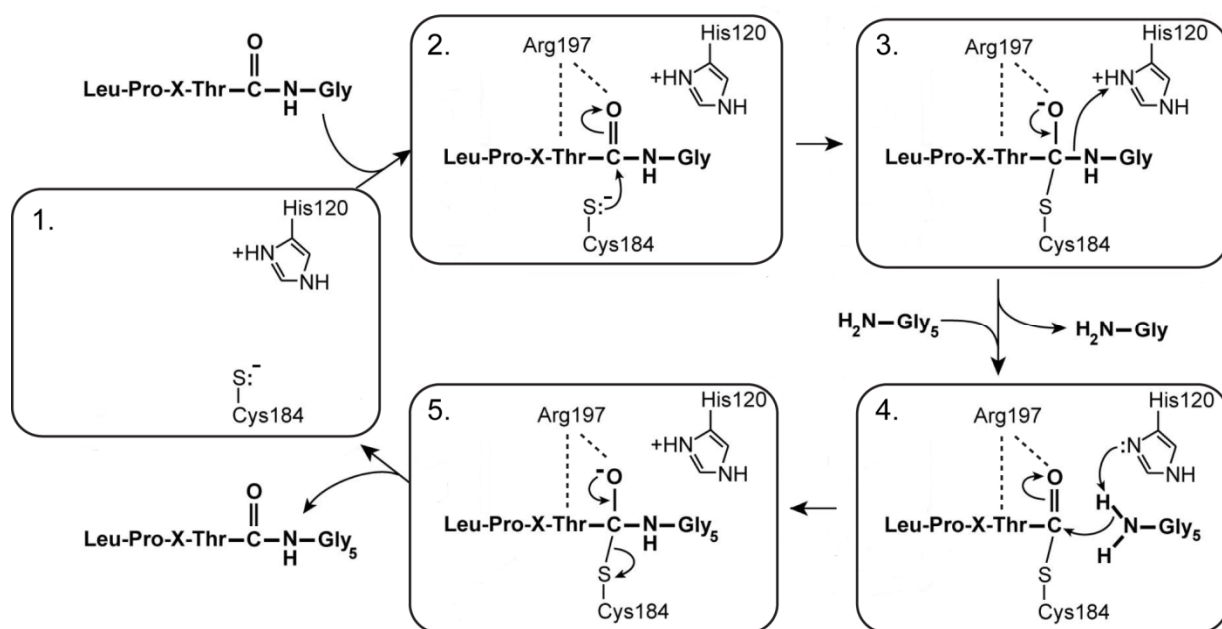 O
Leu-Pro-X-Thr—C—N—Gly
H
1.
His120
+HN
NH
S:-
Cys184
2.
Arg197
His120
+HN
NH
O
Leu-Pro-X-Thr—C—N—Gly
H
S:-
Cys184
3.
Arg197
His120
+HN
NH
-O
Leu-Pro-X-Thr—C—N—Gly
H
S
Cys184
H₂N—Gly₅
H₂N—Gly
4.
Arg197
His120
:N
NH
O
H
Leu-Pro-X-Thr—C
N—Gly₅
H
S
Cys184
5.
Arg197
His120
+HN
NH
-O
Leu-Pro-X-Thr—C—N—Gly₅
H
S
Cys184
O
Leu-Pro-X-Thr—C—N—Gly₅
H